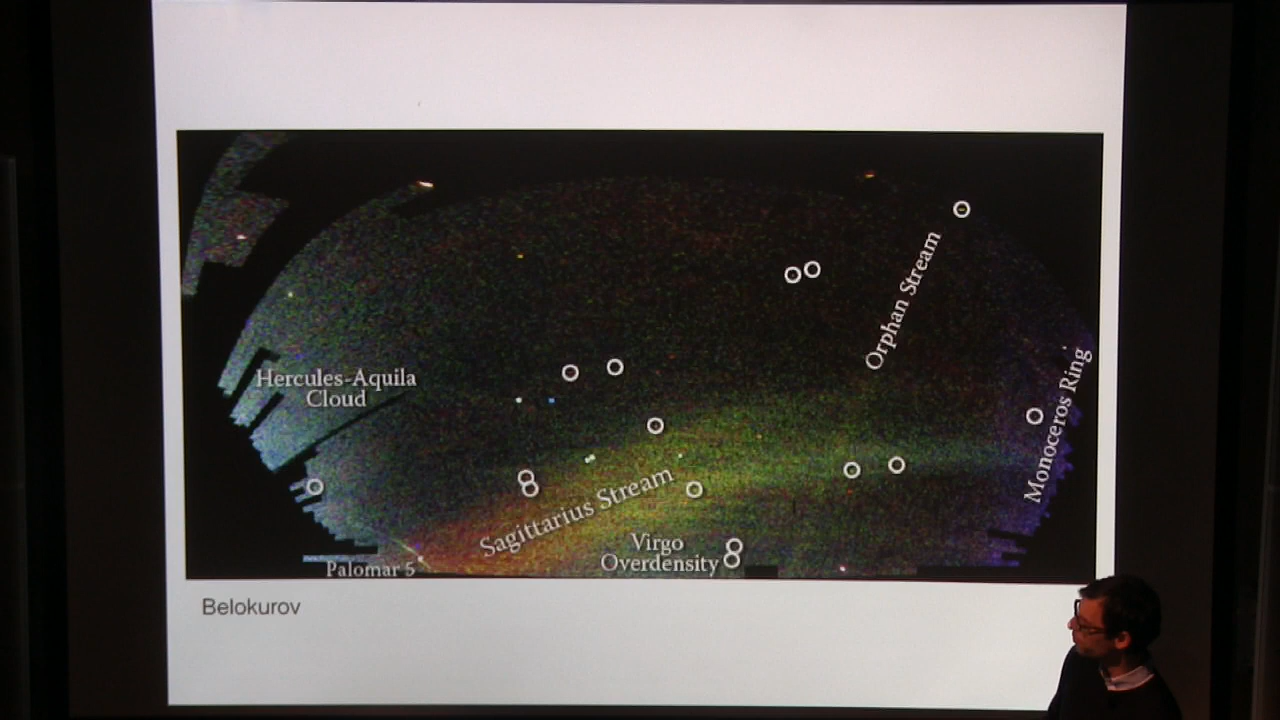 Orphan Stream
Monoceros Ring
Hercules-Aquila
Cloud
Sagittarius Stream
Virgo
Overdensity
Palomar 5
Belokurov